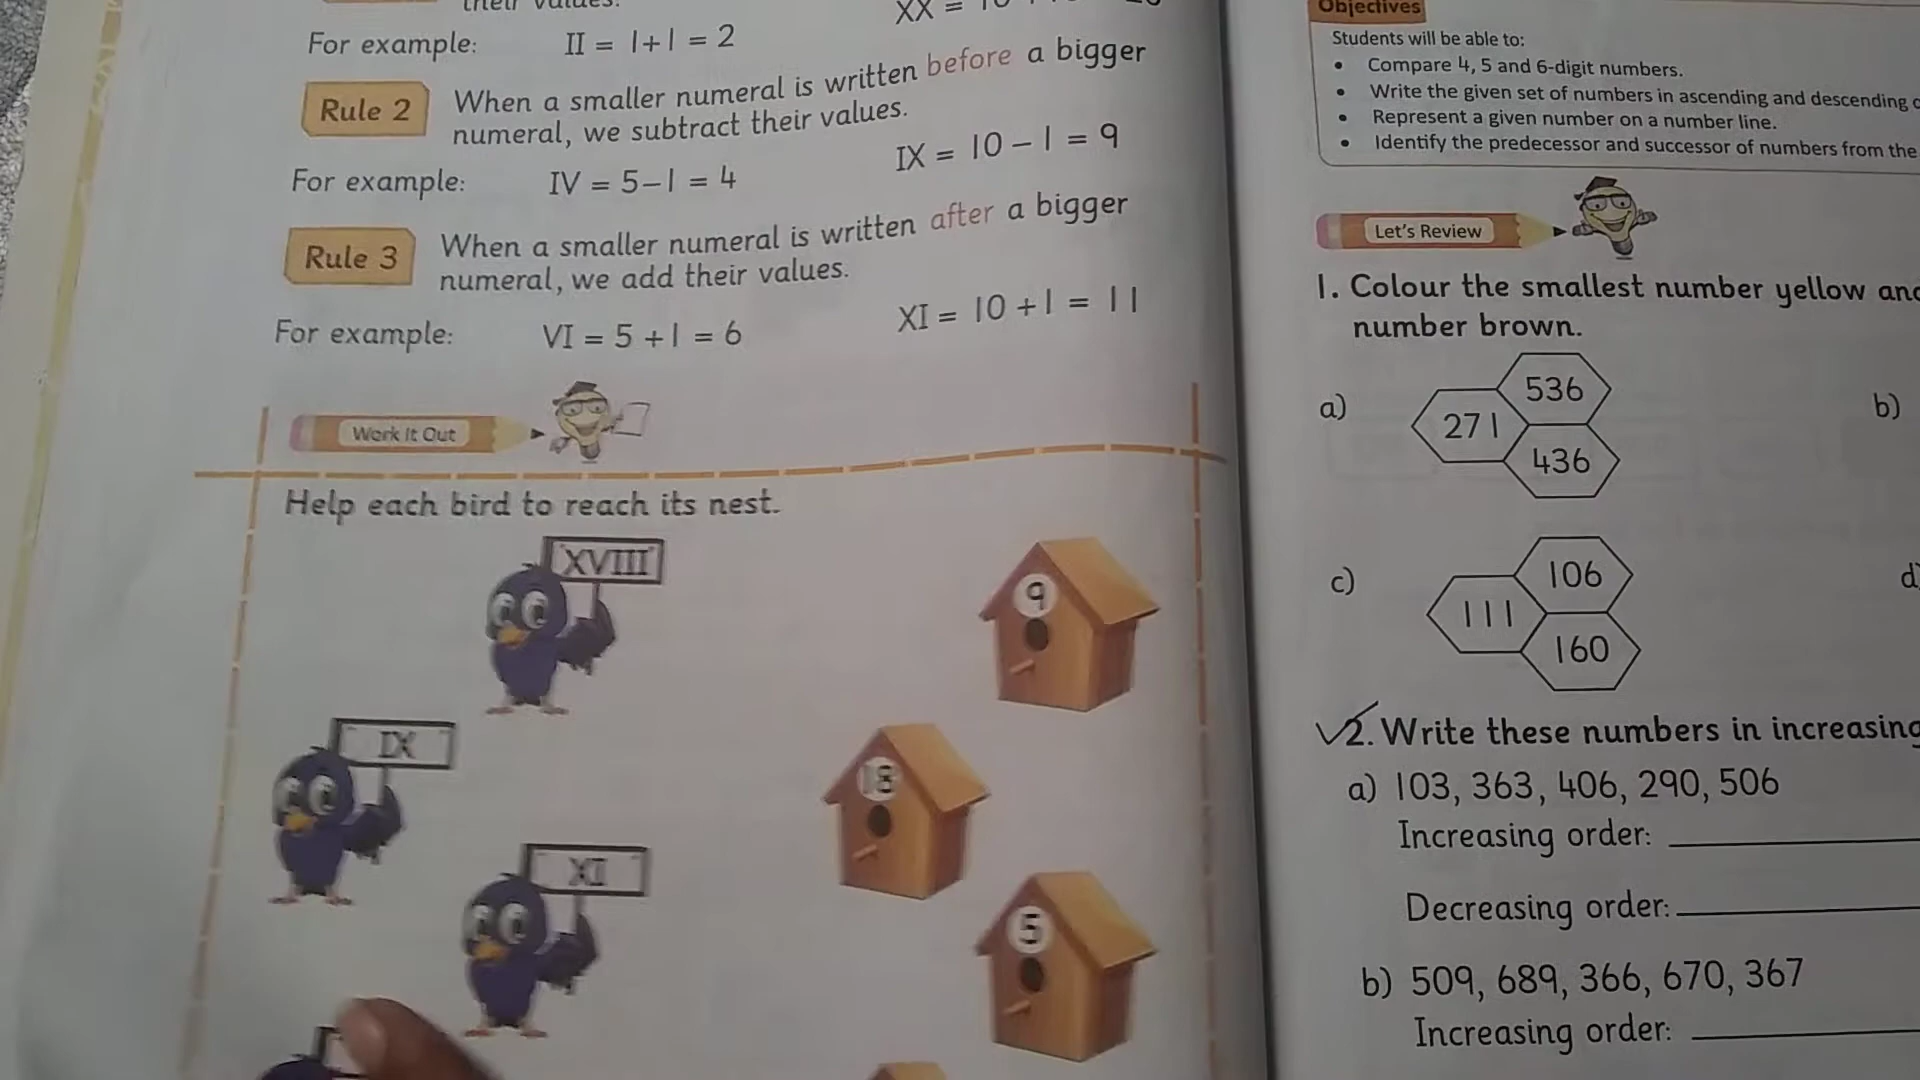 their values.
XX = 10
For example: II = 1+1 = 2
Rule 2 When a smaller numeral is written before a bigger
numeral, we subtract their values.
For example: IV = 5-1 = 4 IX = 10 - 1 = 9
Rule 3 When a smaller numeral is written after a bigger
numeral, we add their values.
For example: VI = 5 +1 = 6 XI = 10 +1 = 11
Work It Out
Help each bird to reach its nest.
XVIII
9
IX
18
XI
5
Objectives
Students will be able to:
• Compare 4, 5 and 6-digit numbers.
• Write the given set of numbers in ascending and descending
• Represent a given number on a number line.
• Identify the predecessor and successor of numbers from the
Let's Review
1. Colour the smallest number yellow and
number brown.
a) 271 536 436
b)
c) 111 106 160
d)
2. Write these numbers in increasing
a) 103, 363, 406, 290, 506
Increasing order:
Decreasing order:
b) 509, 689, 366, 670, 367
Increasing order: